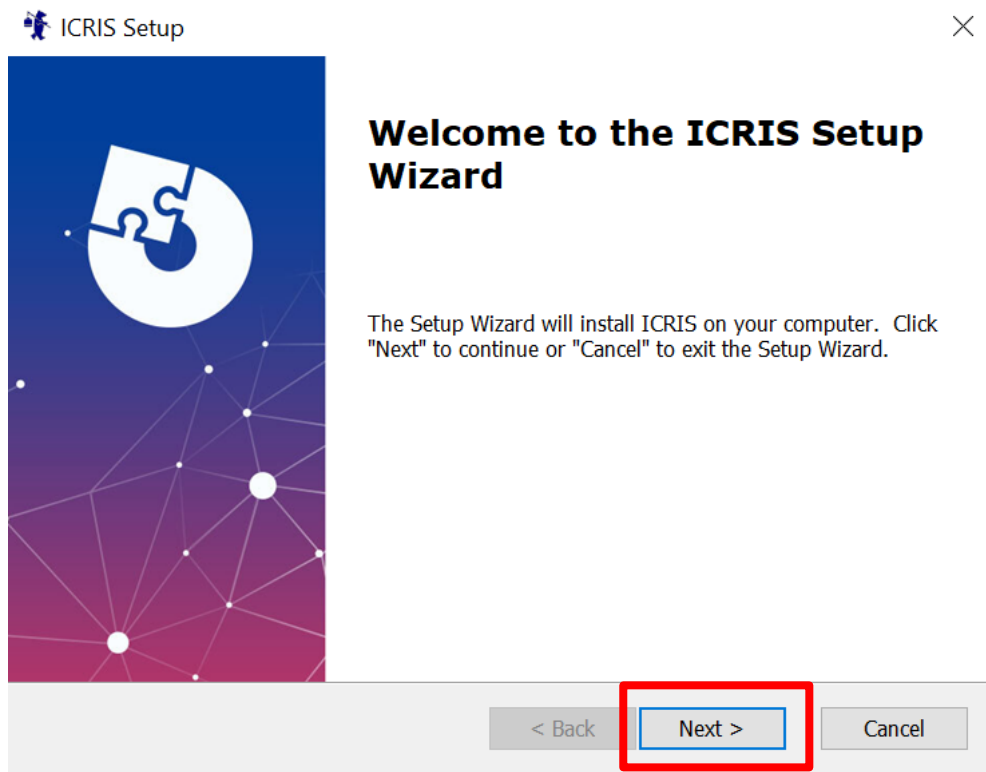 ICRIS Setup
Welcome to the ICRIS Setup
Wizard
The Setup Wizard will install ICRIS on your computer.  Click
"Next" to continue or "Cancel" to exit the Setup Wizard.
< Back
Next >
Cancel